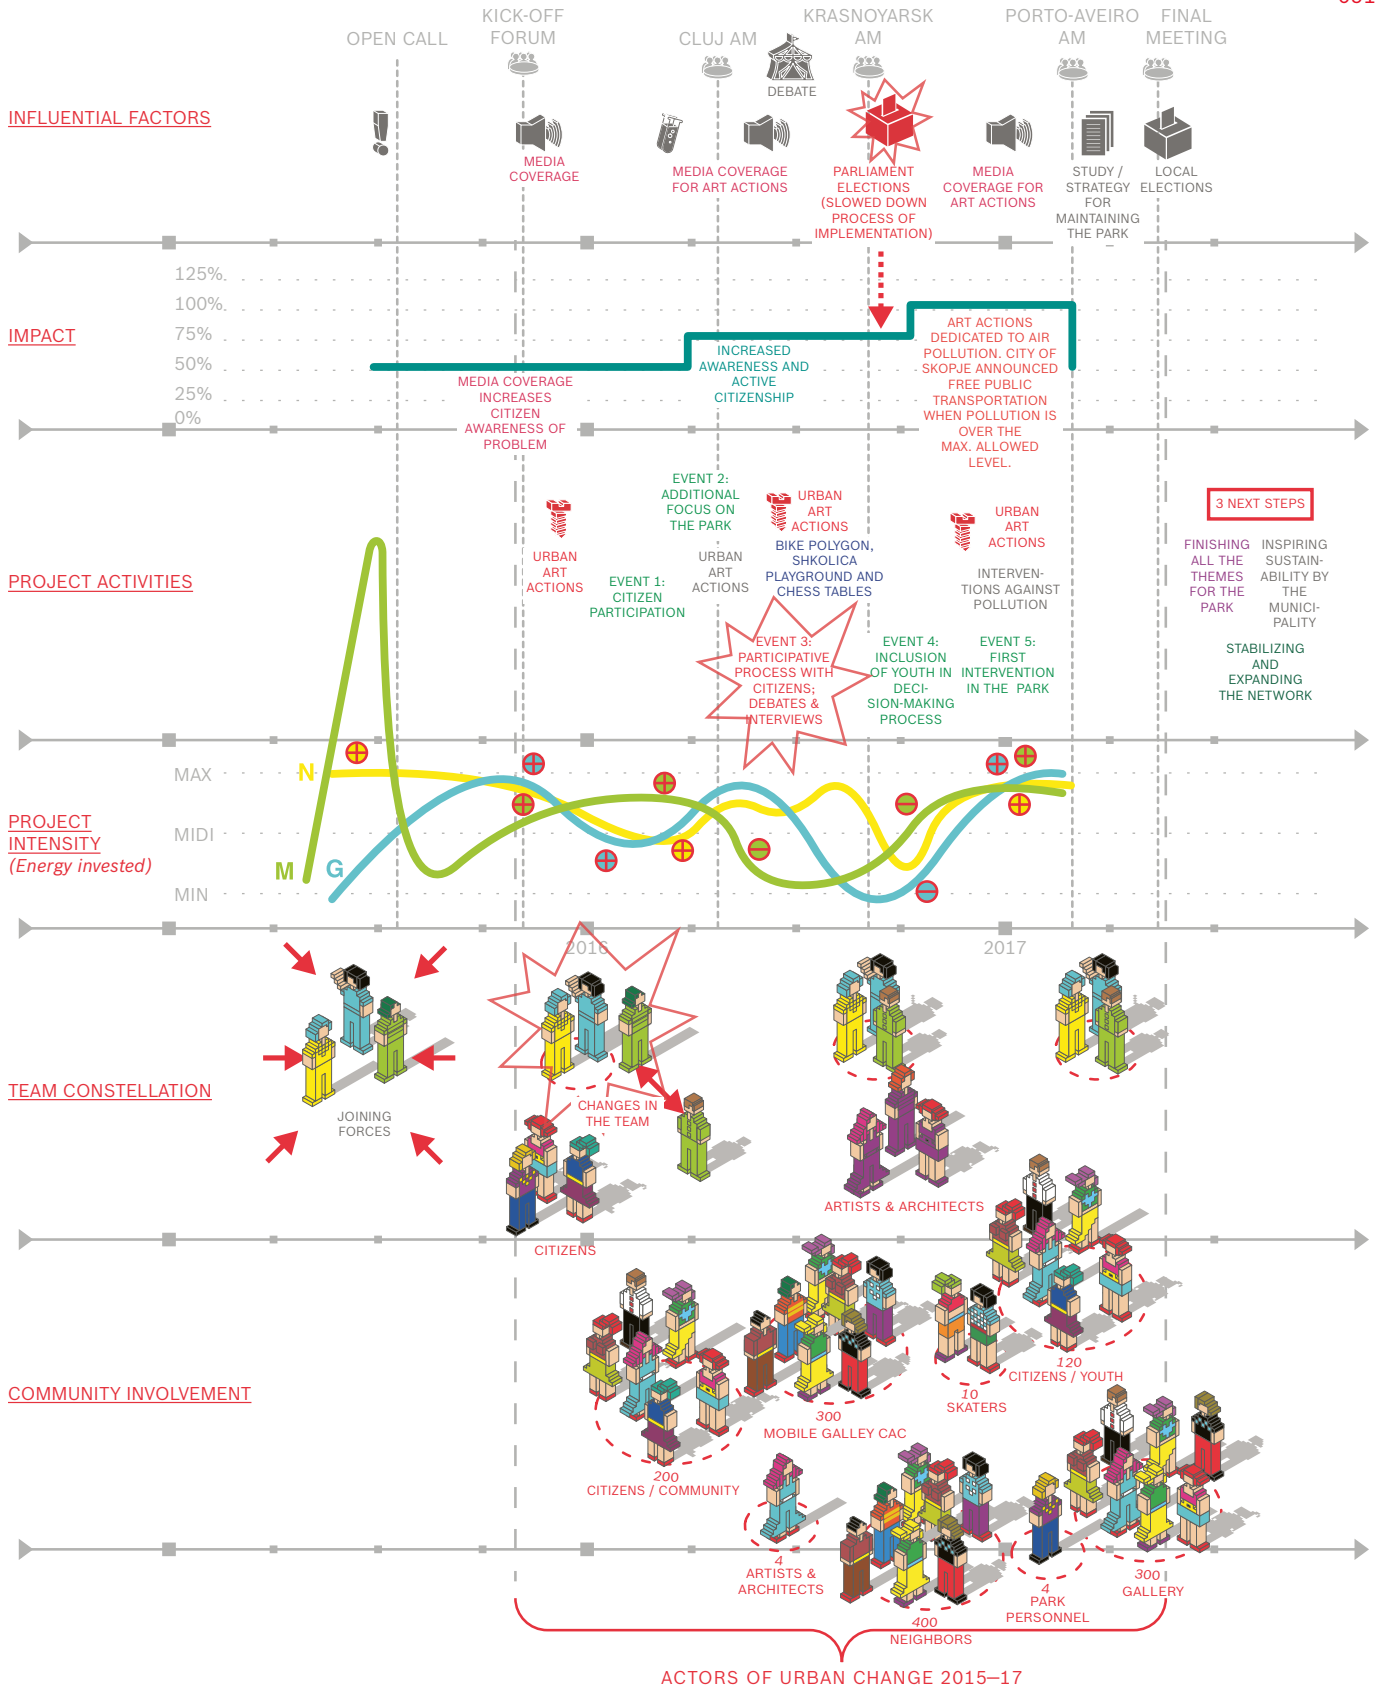 OPEN CALL
KICK-OFF
FORUM
CLUJ AM
KRASNOYARSK
AM
PORTO-AVEIRO
AM
FINAL
MEETING
DEBATE
INFLUENTIAL FACTORS
MEDIA
COVERAGE
MEDIA COVERAGE
FOR ART ACTIONS
PARLIAMENT
ELECTIONS
(SLOWED DOWN
PROCESS OF
IMPLEMENTATION)
MEDIA
COVERAGE FOR
ART ACTIONS
STUDY /
STRATEGY
FOR
MAINTAINING
THE PARK
LOCAL
ELECTIONS
IMPACT
125%
100%
75%
50%
25%
0%
MEDIA COVERAGE
INCREASES
CITIZEN
AWARENESS OF
PROBLEM
INCREASED
AWARENESS AND
ACTIVE
CITIZENSHIP
ART ACTIONS
DEDICATED TO AIR
POLLUTION. CITY OF
SKOPJE ANNOUNCED
FREE PUBLIC
TRANSPORTATION
WHEN POLLUTION IS
OVER THE
MAX. ALLOWED
LEVEL.
PROJECT ACTIVITIES
URBAN
ART
ACTIONS
EVENT 1:
CITIZEN
PARTICIPATION
EVENT 2:
ADDITIONAL
FOCUS ON
THE PARK
URBAN
ART
ACTIONS
URBAN
ART
ACTIONS
BIKE POLYGON,
SHKOLICA
PLAYGROUND AND
CHESS TABLES
EVENT 3:
PARTICIPATIVE
PROCESS WITH
CITIZENS;
DEBATES &
INTERVIEWS
EVENT 4:
INCLUSION
OF YOUTH IN
DECI-
SION-MAKING
PROCESS
URBAN
ART
ACTIONS
INTERVEN-
TIONS AGAINST
POLLUTION
EVENT 5:
FIRST
INTERVENTION
IN THE PARK
3 NEXT STEPS
FINISHING
ALL THE
THEMES
FOR THE
PARK
INSPIRING
SUSTAIN-
ABILITY BY
THE
MUNICI-
PALITY
STABILIZING
AND
EXPANDING
THE NETWORK
PROJECT
INTENSITY
(Energy invested)
MAX
MIDI
MIN
N
M
G
2016
2017
TEAM CONSTELLATION
JOINING
FORCES
CHANGES IN
THE TEAM
CITIZENS
ARTISTS & ARCHITECTS
COMMUNITY INVOLVEMENT
200
CITIZENS / COMMUNITY
300
MOBILE GALLEY CAC
10
SKATERS
120
CITIZENS / YOUTH
4
ARTISTS &
ARCHITECTS
400
NEIGHBORS
4
PARK
PERSONNEL
300
GALLERY
ACTORS OF URBAN CHANGE 2015—17